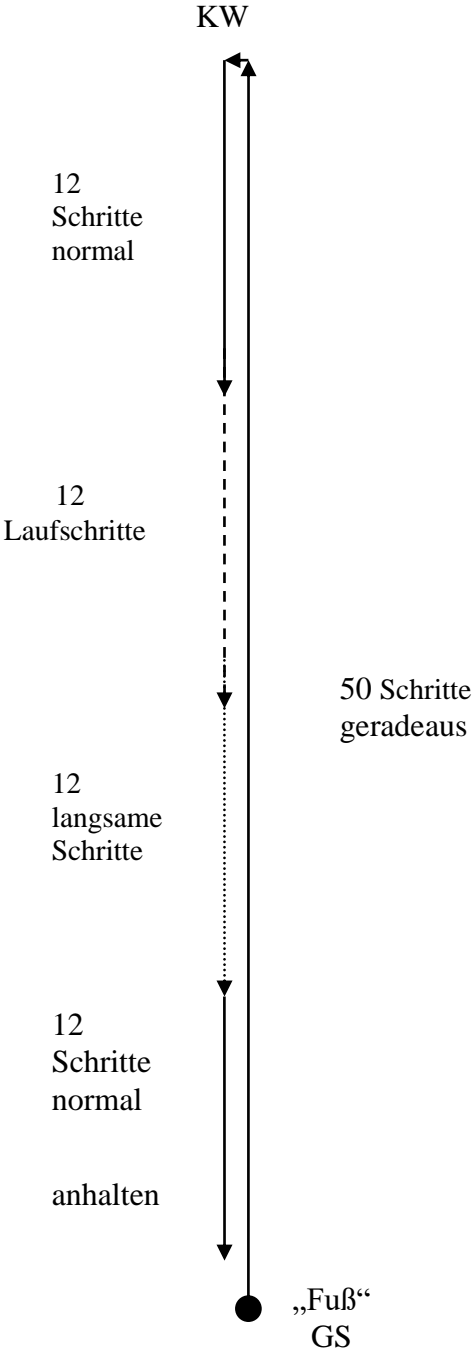 KW
12
Schritte
normal
12
Laufschritte
50 Schritte
geradeaus
12
langsame
Schritte
12
Schritte
normal
anhalten
„Fuß“
GS